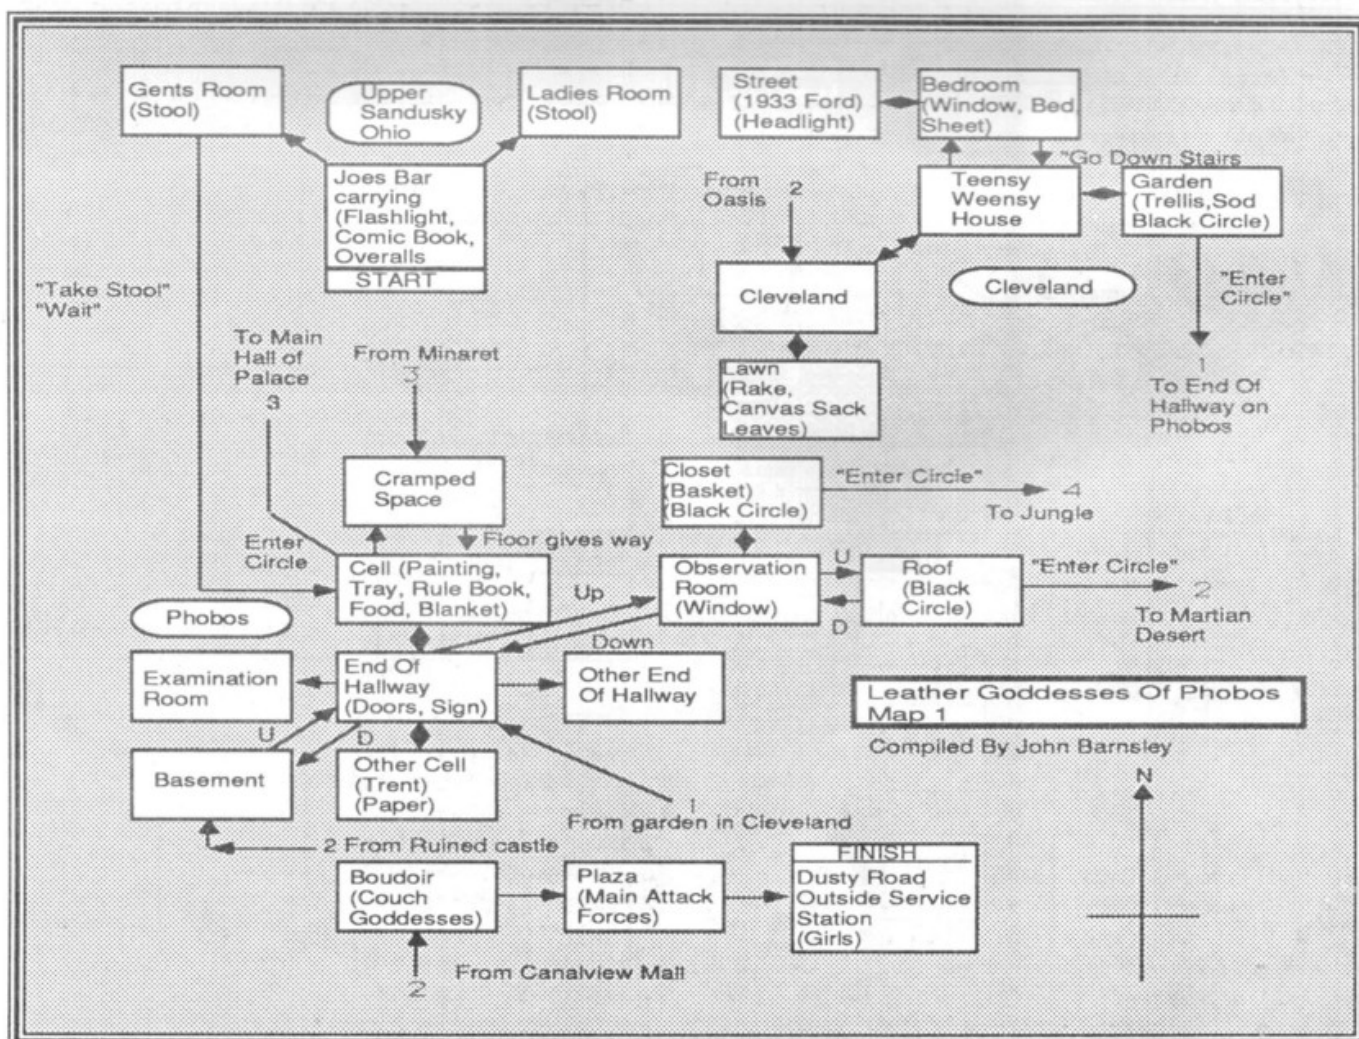 Gents Room
(Stool)
Upper
Sandusky
Ohio
Ladies Room
(Stool)
Joes Bar
carrying
(Flashlight,
Comic Book,
Overalls
START
"Take Stool"
"Wait"
Street
(1933 Ford)
(Headlight)
Bedroom
(Window, Bed,
Sheet)
"Go Down Stairs
From
Oasis
2
Teensy
Weensy
House
Garden
(Trellis,Sod
Black Circle)
Cleveland
Cleveland
"Enter
Circle"
Lawn
(Rake,
Canvas Sack
Leaves)
1
To End Of
Hallway on
Phobos
To Main
Hall of
Palace
3
From Minaret
3
Cramped
Space
Enter
Circle
Floor gives way
Closet
(Basket)
(Black Circle)
"Enter Circle"
4
To Jungle
Cell (Painting,
Tray, Rule Book,
Food, Blanket)
Up
Down
Observation
Room
(Window)
U
D
Roof
(Black
Circle)
"Enter Circle"
2
To Martian
Desert
Phobos
Examination
Room
End Of
Hallway
(Doors, Sign)
Other End
Of Hallway
U
D
Basement
Other Cell
(Trent)
(Paper)
1
From garden in Cleveland
2 From Ruined castle
Leather Goddesses Of Phobos
Map 1
Compiled By John Barnsley
N
Boudoir
(Couch
Goddesses)
Plaza
(Main Attack
Forces)
FINISH
Dusty Road
Outside Service
Station
(Girls)
2
From Canalview Mall